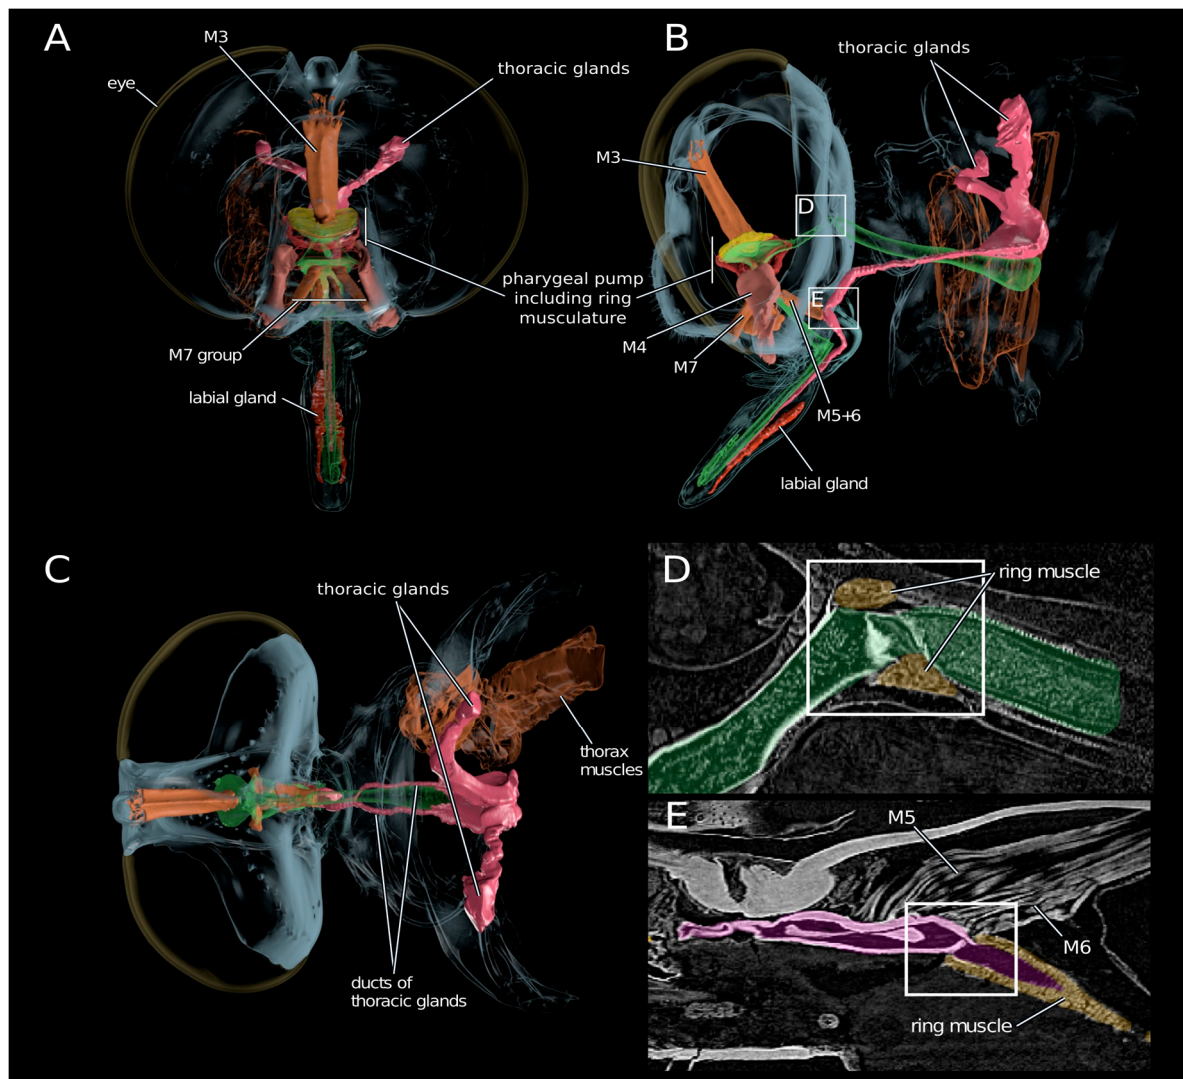 A
M3
eye
thoracic glands
pharygeal pump
including ring
musculature
M7 group
labial gland
B
thoracic glands
M3
D
E
M4
M7
M5+6
labial gland
C
thoracic glands
thorax
muscles
ducts of
thoracic glands
D
ring muscle
E
M5
M6
ring muscle